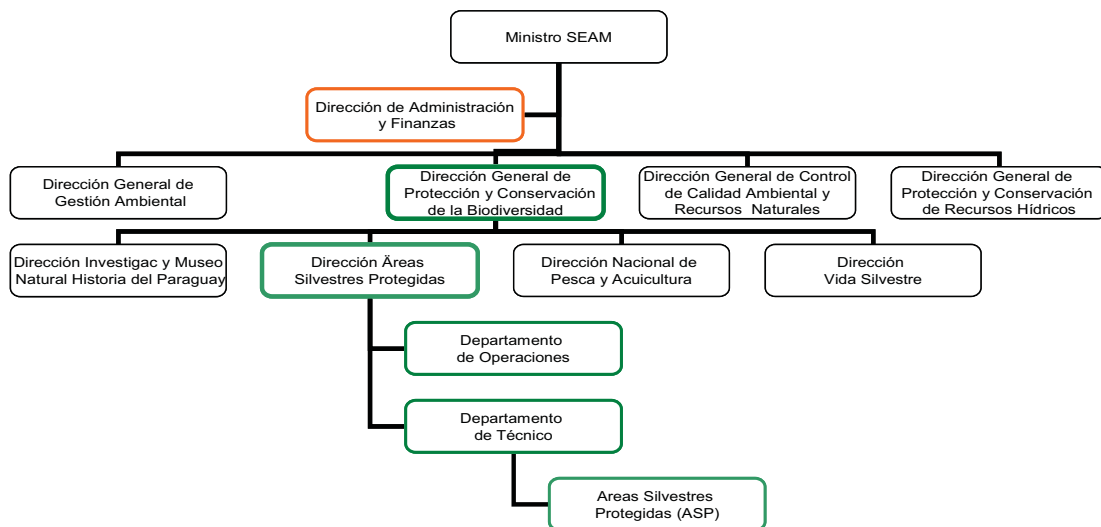 Ministro SEAM
Dirección de Administración
y Finanzas
Dirección General de
Gestión Ambiental
Dirección General de
Protección y Conservación
de la Biodiversidad
Dirección General de Control
de Calidad Ambiental y
Recursos Naturales
Dirección General de
Protección y Conservación
de Recursos Hídricos
Dirección Investigac y Museo
Natural Historia del Paraguay
Dirección Äreas
Silvestres Protegidas
Dirección Nacional de
Pesca y Acuicultura
Dirección
Vida Silvestre
Departamento
de Operaciones
Departamento
de Técnico
Areas Silvestres
Protegidas (ASP)